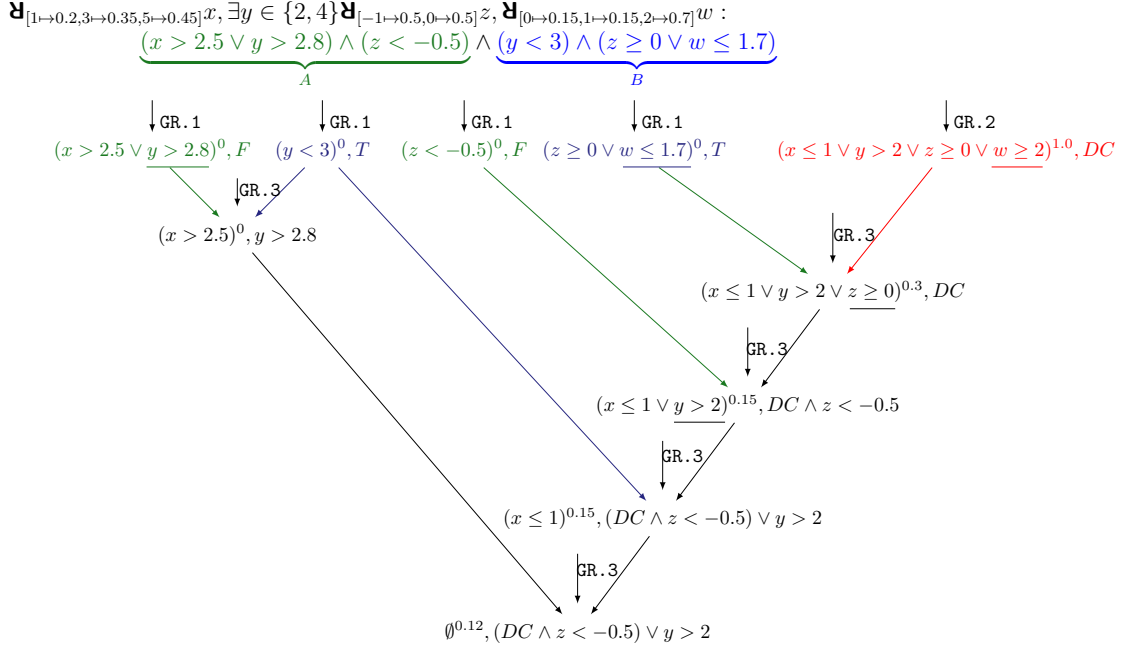 ꓤ_{[1↦0.2,3↦0.35,5↦0.45]}x, ∃y ∈ {2, 4}ꓤ_{[−1↦0.5,0↦0.5]}z, ꓤ_{[0↦0.15,1↦0.15,2↦0.7]}w :
(x > 2.5 ∨ y > 2.8) ∧ (z < −0.5) ∧ (y < 3) ∧ (z ≥ 0 ∨ w ≤ 1.7)
A B
GR.1 GR.1 GR.1 GR.1 GR.2
(x > 2.5 ∨ y > 2.8)^0, F (y < 3)^0, T (z < −0.5)^0, F (z ≥ 0 ∨ w ≤ 1.7)^0, T (x ≤ 1 ∨ y > 2 ∨ z ≥ 0 ∨ w ≥ 2)^{1.0}, DC
GR.3
(x > 2.5)^0, y > 2.8
GR.3
(x ≤ 1 ∨ y > 2 ∨ z ≥ 0)^{0.3}, DC
GR.3
(x ≤ 1 ∨ y > 2)^{0.15}, DC ∧ z < −0.5
GR.3
(x ≤ 1)^{0.15}, (DC ∧ z < −0.5) ∨ y > 2
GR.3
∅^{0.12}, (DC ∧ z < −0.5) ∨ y > 2